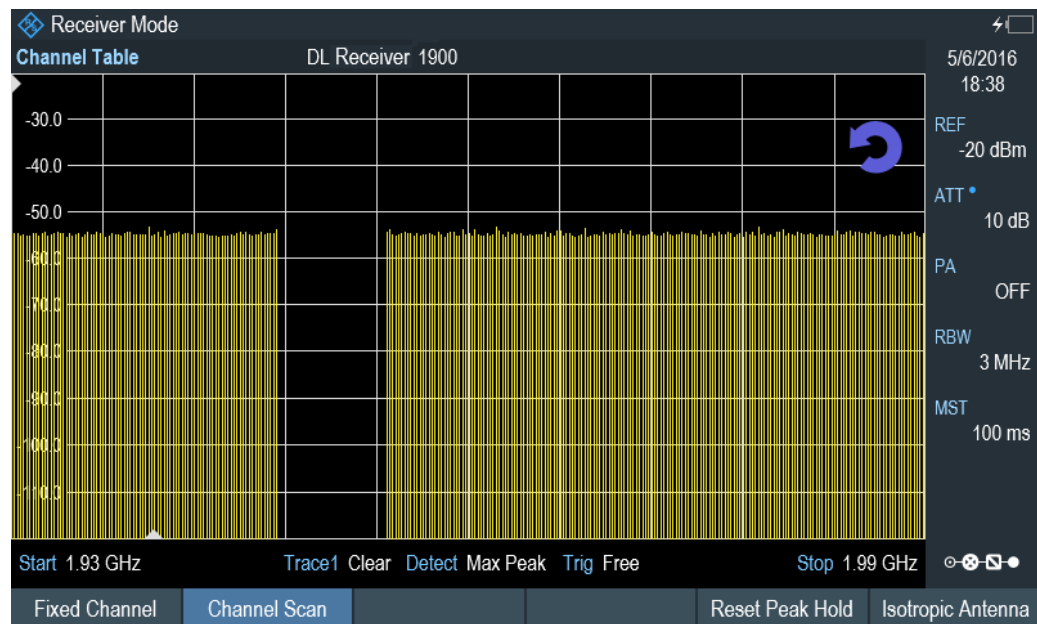 Receiver Mode
Channel Table DL Receiver 1900
5/6/2016
18:38
-30.0
-40.0
-50.0
-60.0
-70.0
-80.0
-90.0
-100.0
-110.0
REF
-20 dBm
ATT
10 dB
PA
OFF
RBW
3 MHz
MST
100 ms
Start 1.93 GHz Trace1 Clear Detect Max Peak Trig Free Stop 1.99 GHz
Fixed Channel Channel Scan Reset Peak Hold Isotropic Antenna